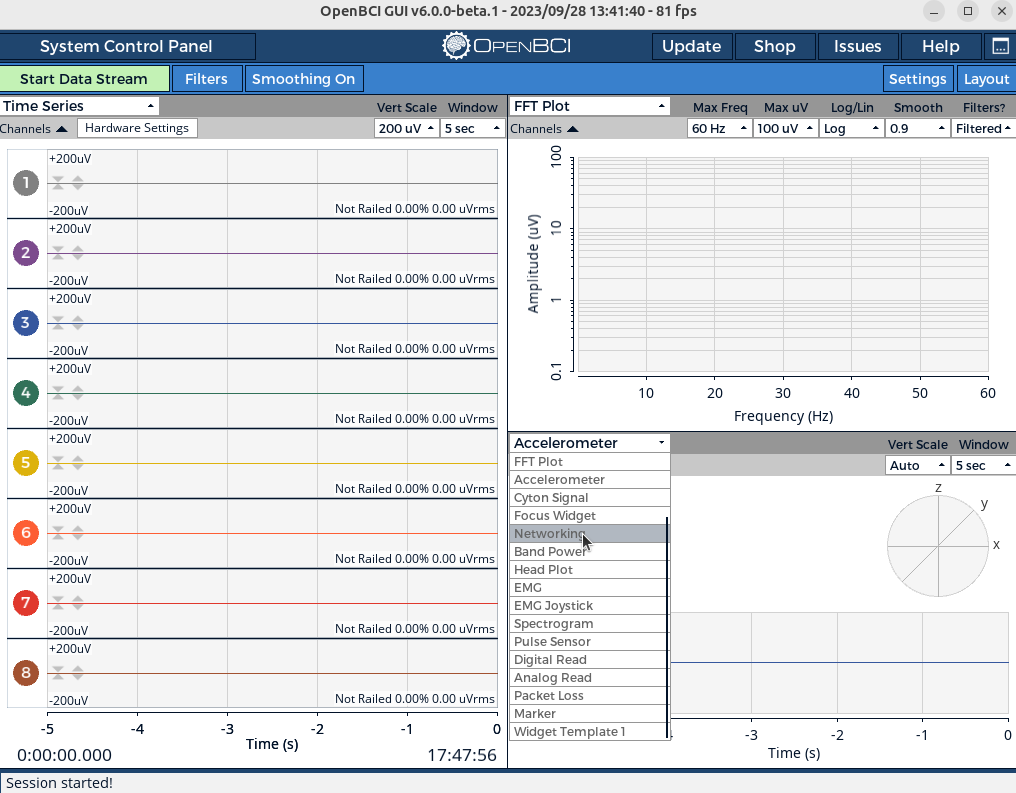 OpenBCI GUI v6.0.0-beta.1 - 2023/09/28 13:41:40 - 81 fps
System Control Panel
OPENBCI
Update
Shop
Issues
Help
Start Data Stream
Filters
Smoothing On
Settings
Layout
Time Series
Vert Scale
Window
Channels
Hardware Settings
200 uV
5 sec
1
+200uV
-200uV
Not Railed 0.00% 0.00 uVrms
2
+200uV
-200uV
Not Railed 0.00% 0.00 uVrms
3
+200uV
-200uV
Not Railed 0.00% 0.00 uVrms
4
+200uV
-200uV
Not Railed 0.00% 0.00 uVrms
5
+200uV
-200uV
Not Railed 0.00% 0.00 uVrms
6
+200uV
-200uV
Not Railed 0.00% 0.00 uVrms
7
+200uV
-200uV
Not Railed 0.00% 0.00 uVrms
8
+200uV
-200uV
Not Railed 0.00% 0.00 uVrms
-5 -4 -3 -2 -1 0
Time (s)
0:00:00.000
17:47:56
FFT Plot
Max Freq
Max uV
Log/Lin
Smooth
Filters?
Channels
60 Hz
100 uV
Log
0.9
Filtered
Amplitude (uV)
100
10
1
0.1
10 20 30 40 50 60
Frequency (Hz)
Accelerometer
Vert Scale
Window
Auto
5 sec
FFT Plot
Accelerometer
Cyton Signal
Focus Widget
Networking
Band Power
Head Plot
EMG
EMG Joystick
Spectrogram
Pulse Sensor
Digital Read
Analog Read
Packet Loss
Marker
Widget Template 1
z
y
x
-3 -2 -1 0
Time (s)
Session started!